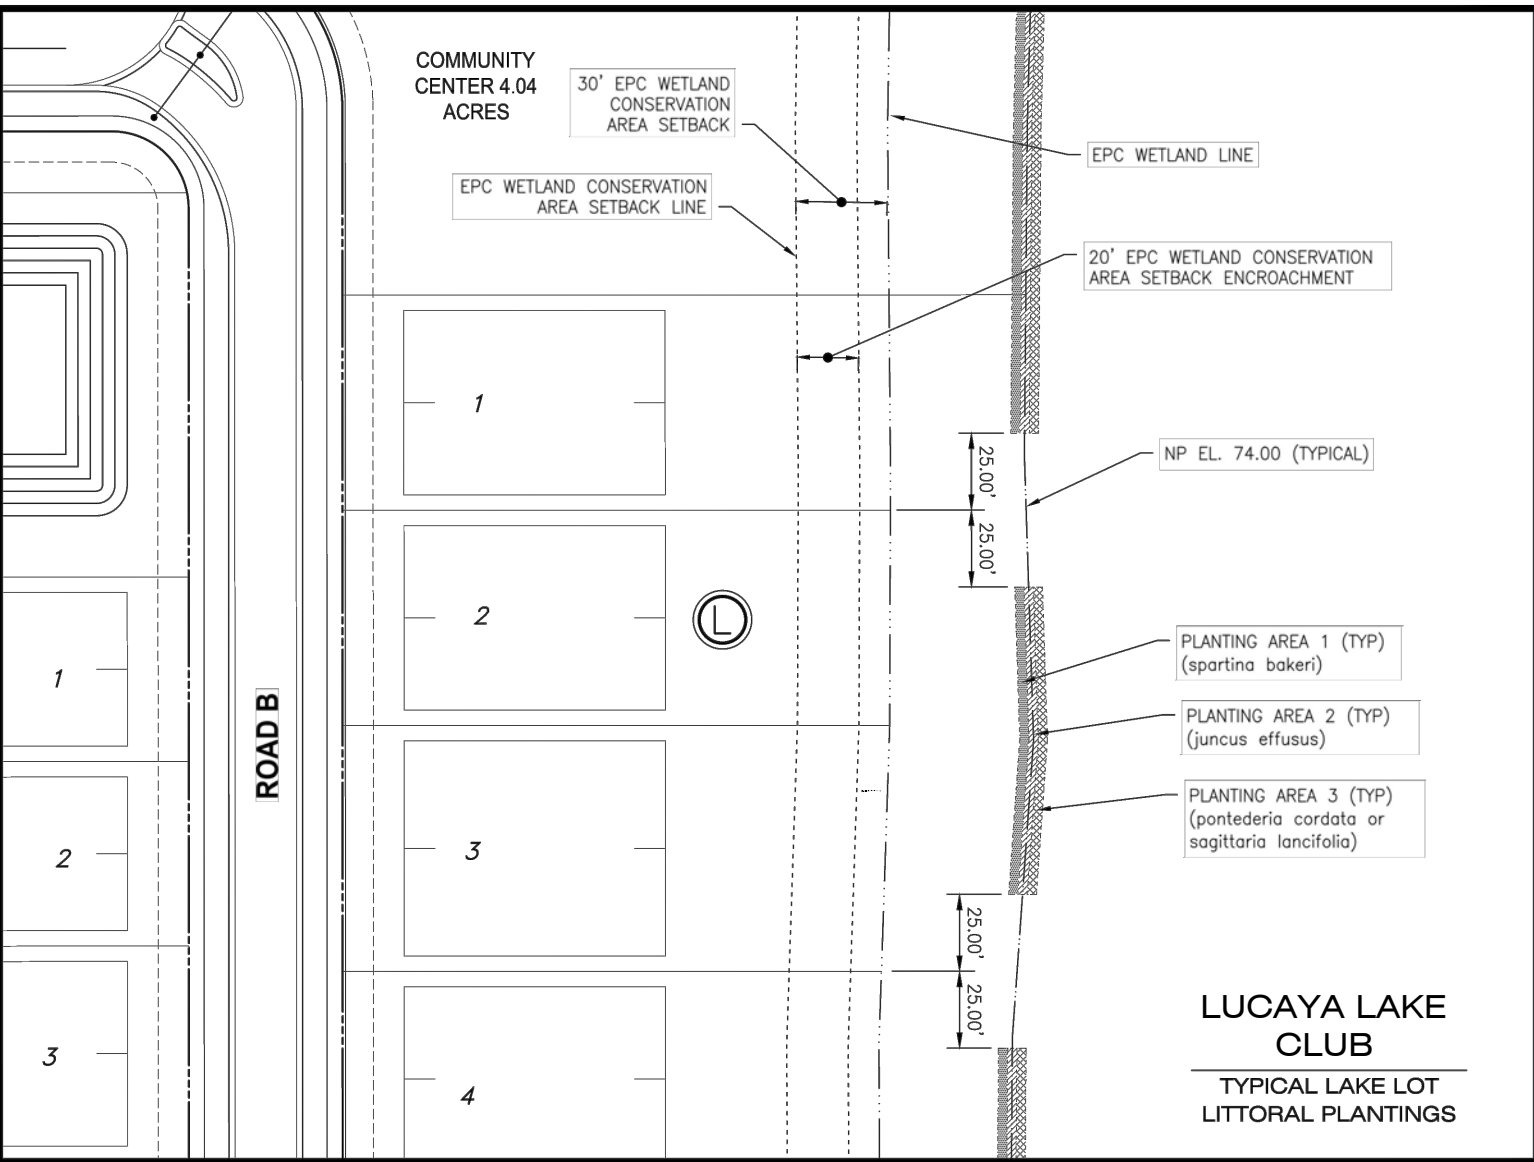 COMMUNITY
CENTER 4.04
ACRES
30' EPC WETLAND
CONSERVATION
AREA SETBACK
EPC WETLAND LINE
EPC WETLAND CONSERVATION
AREA SETBACK LINE
20' EPC WETLAND CONSERVATION
AREA SETBACK ENCROACHMENT
1
25.00'
NP EL. 74.00 (TYPICAL)
25.00'
2
L
PLANTING AREA 1 (TYP)
(spartina bakeri)
1
PLANTING AREA 2 (TYP)
(juncus effusus)
ROAD B
PLANTING AREA 3 (TYP)
(pontederia cordata or
sagittaria lancifolia)
3
2
25.00'
25.00'
3
4
LUCAYA LAKE
CLUB
TYPICAL LAKE LOT
LITTORAL PLANTINGS